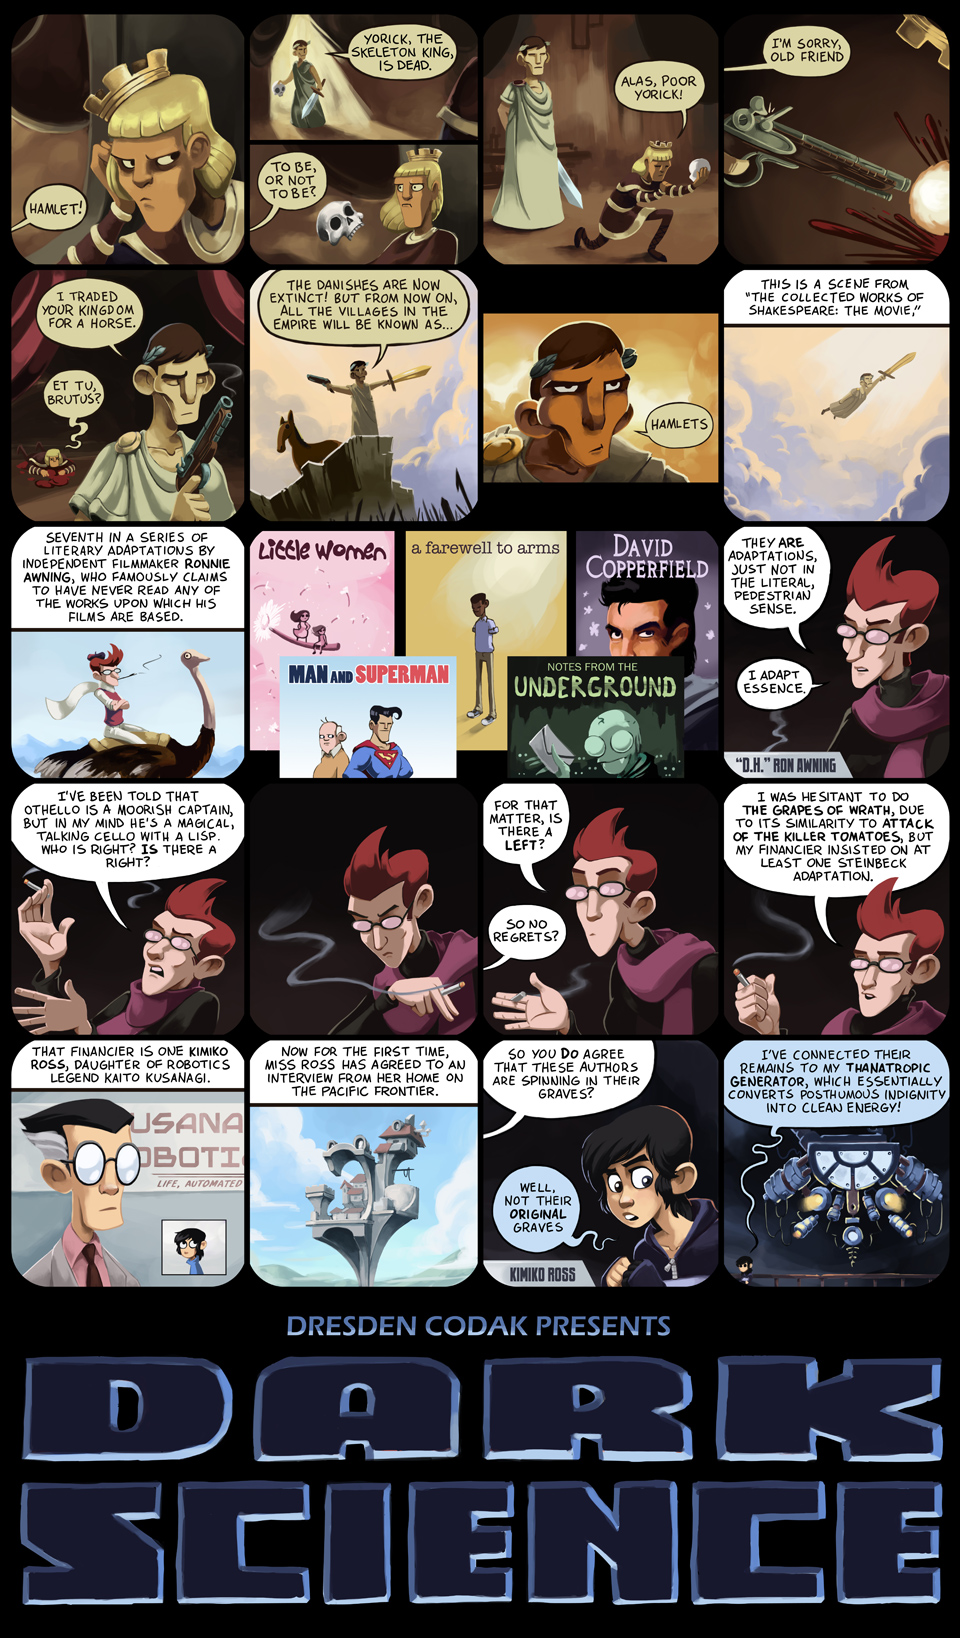 HAMLET!
YORICK, THE
SKELETON KING,
IS DEAD.
TO BE,
OR NOT
TO BE?
ALAS, POOR
YORICK!
I'M SORRY,
OLD FRIEND
I TRADED
YOUR KINGDOM
FOR A HORSE.
ET TU,
BRUTUS?
THE DANISHES ARE NOW
EXTINCT! BUT FROM NOW ON,
ALL THE VILLAGES IN THE
EMPIRE WILL BE KNOWN AS...
HAMLETS
THIS IS A SCENE FROM
"THE COLLECTED WORKS OF
SHAKESPEARE: THE MOVIE,"
SEVENTH IN A SERIES OF
LITERARY ADAPTATIONS BY
INDEPENDENT FILMMAKER RONNIE
AWNING, WHO FAMOUSLY CLAIMS
TO HAVE NEVER READ ANY OF
THE WORKS UPON WHICH HIS
FILMS ARE BASED.
LITTLE WOMEN
a farewell to arms
DAVID
COPPERFIELD
MAN AND SUPERMAN
NOTES FROM THE
UNDERGROUND
THEY ARE
ADAPTATIONS,
JUST NOT IN
THE LITERAL,
PEDESTRIAN
SENSE.
I ADAPT
ESSENCE.
"D.H." RON AWNING
I'VE BEEN TOLD THAT
OTHELLO IS A MOORISH CAPTAIN,
BUT IN MY MIND HE'S A MAGICAL,
TALKING CELLO WITH A LISP.
WHO IS RIGHT? IS THERE A
RIGHT?
FOR THAT
MATTER, IS
THERE A
LEFT?
SO NO
REGRETS?
I WAS HESITANT TO DO
THE GRAPES OF WRATH, DUE
TO ITS SIMILARITY TO ATTACK
OF THE KILLER TOMATOES, BUT
MY FINANCIER INSISTED ON AT
LEAST ONE STEINBECK
ADAPTATION.
THAT FINANCIER IS ONE KIMIKO
ROSS, DAUGHTER OF ROBOTICS
LEGEND KAITO KUSANAGI.
USANA
OBOTI
LIFE, AUTOMATED
NOW FOR THE FIRST TIME,
MISS ROSS HAS AGREED TO AN
INTERVIEW FROM HER HOME ON
THE PACIFIC FRONTIER.
SO YOU DO AGREE
THAT THESE AUTHORS
ARE SPINNING IN THEIR
GRAVES?
WELL,
NOT THEIR
ORIGINAL
GRAVES
KIMIKO ROSS
I'VE CONNECTED THEIR
REMAINS TO MY THANATROPIC
GENERATOR, WHICH ESSENTIALLY
CONVERTS POSTHUMOUS INDIGNITY
INTO CLEAN ENERGY!
DRESDEN CODAK PRESENTS
DARK
SCIENCE